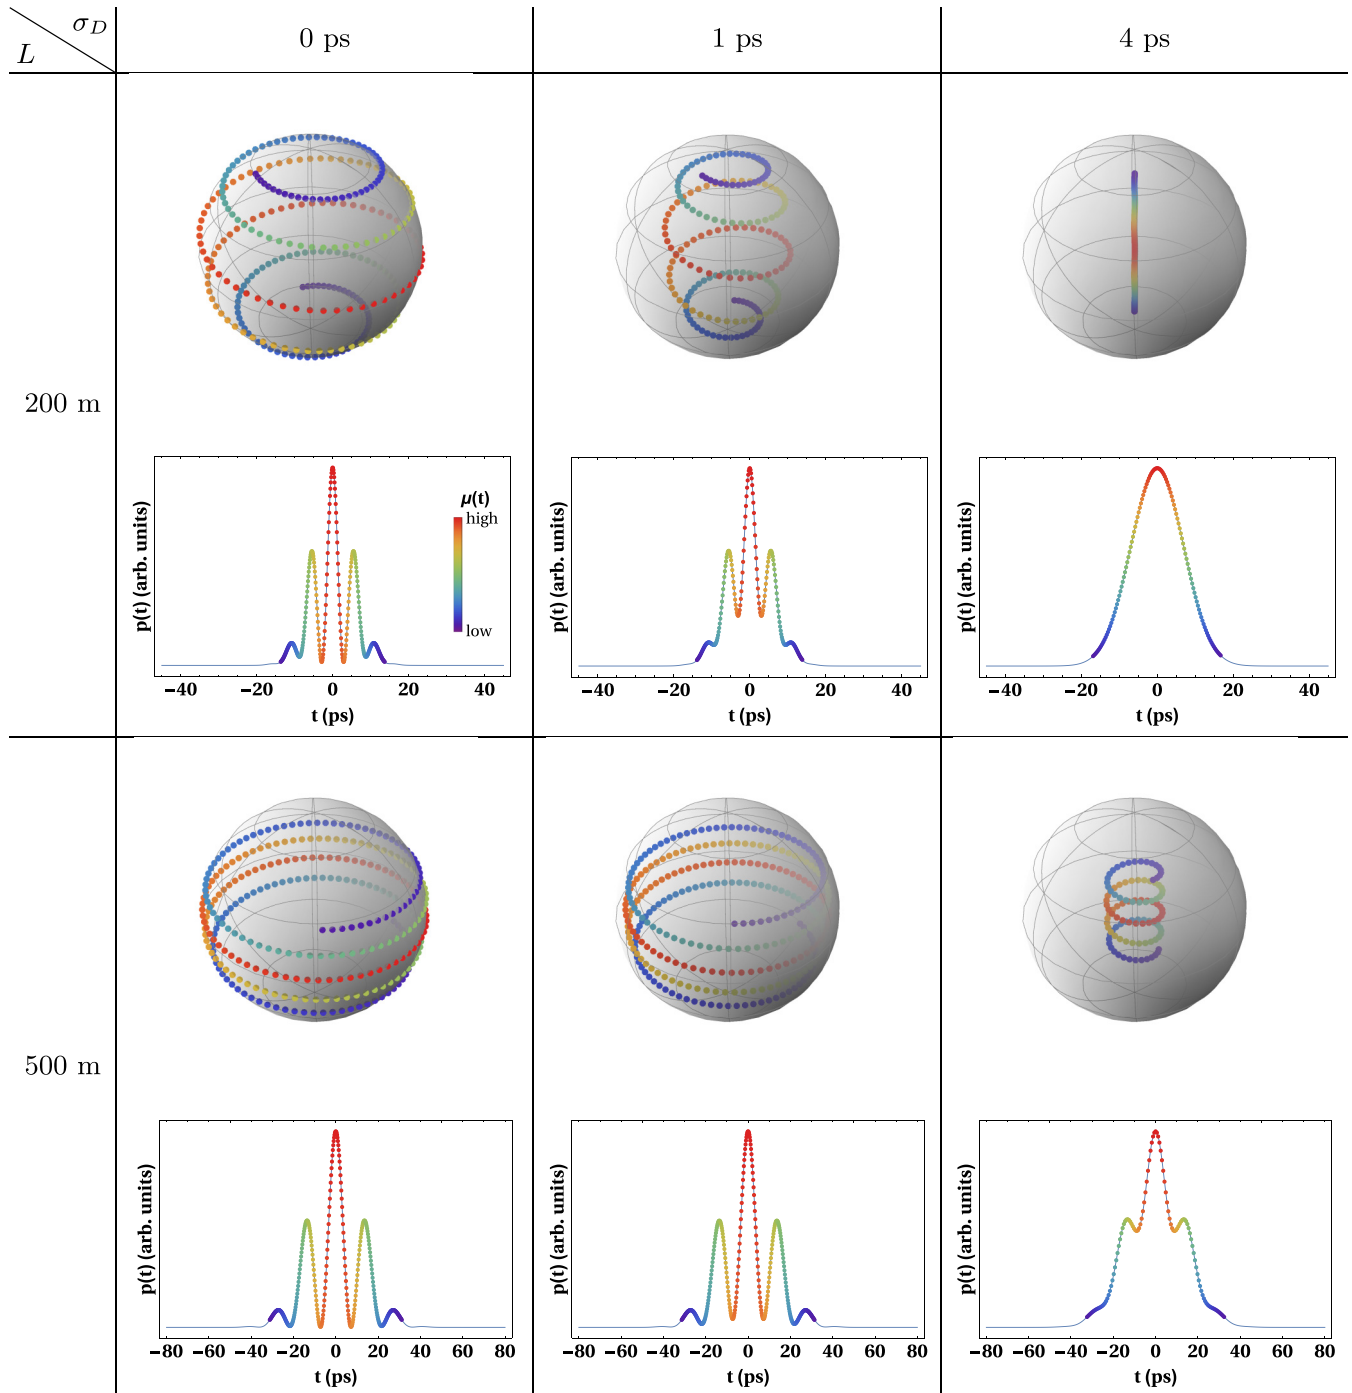 σ_D
L
0 ps
1 ps
4 ps
200 m
p(t) (arb. units)
μ(t)
high
low
−40 −20 0 20 40
t (ps)
p(t) (arb. units)
−40 −20 0 20 40
t (ps)
p(t) (arb. units)
−40 −20 0 20 40
t (ps)
500 m
p(t) (arb. units)
−80 −60 −40 −20 0 20 40 60 80
t (ps)
p(t) (arb. units)
−80 −60 −40 −20 0 20 40 60 80
t (ps)
p(t) (arb. units)
−80 −60 −40 −20 0 20 40 60 80
t (ps)